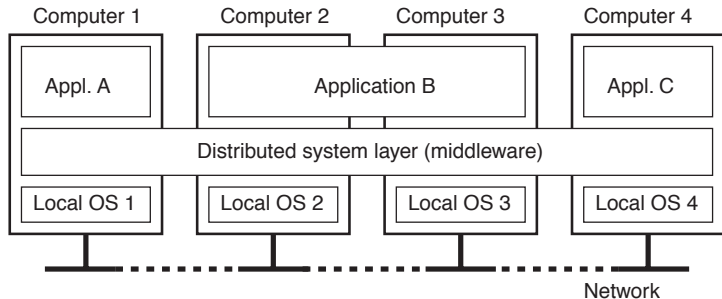 Computer 1 Computer 2 Computer 3 Computer 4
Appl. A Application B Appl. C
Distributed system layer (middleware)
Local OS 1 Local OS 2 Local OS 3 Local OS 4
Network